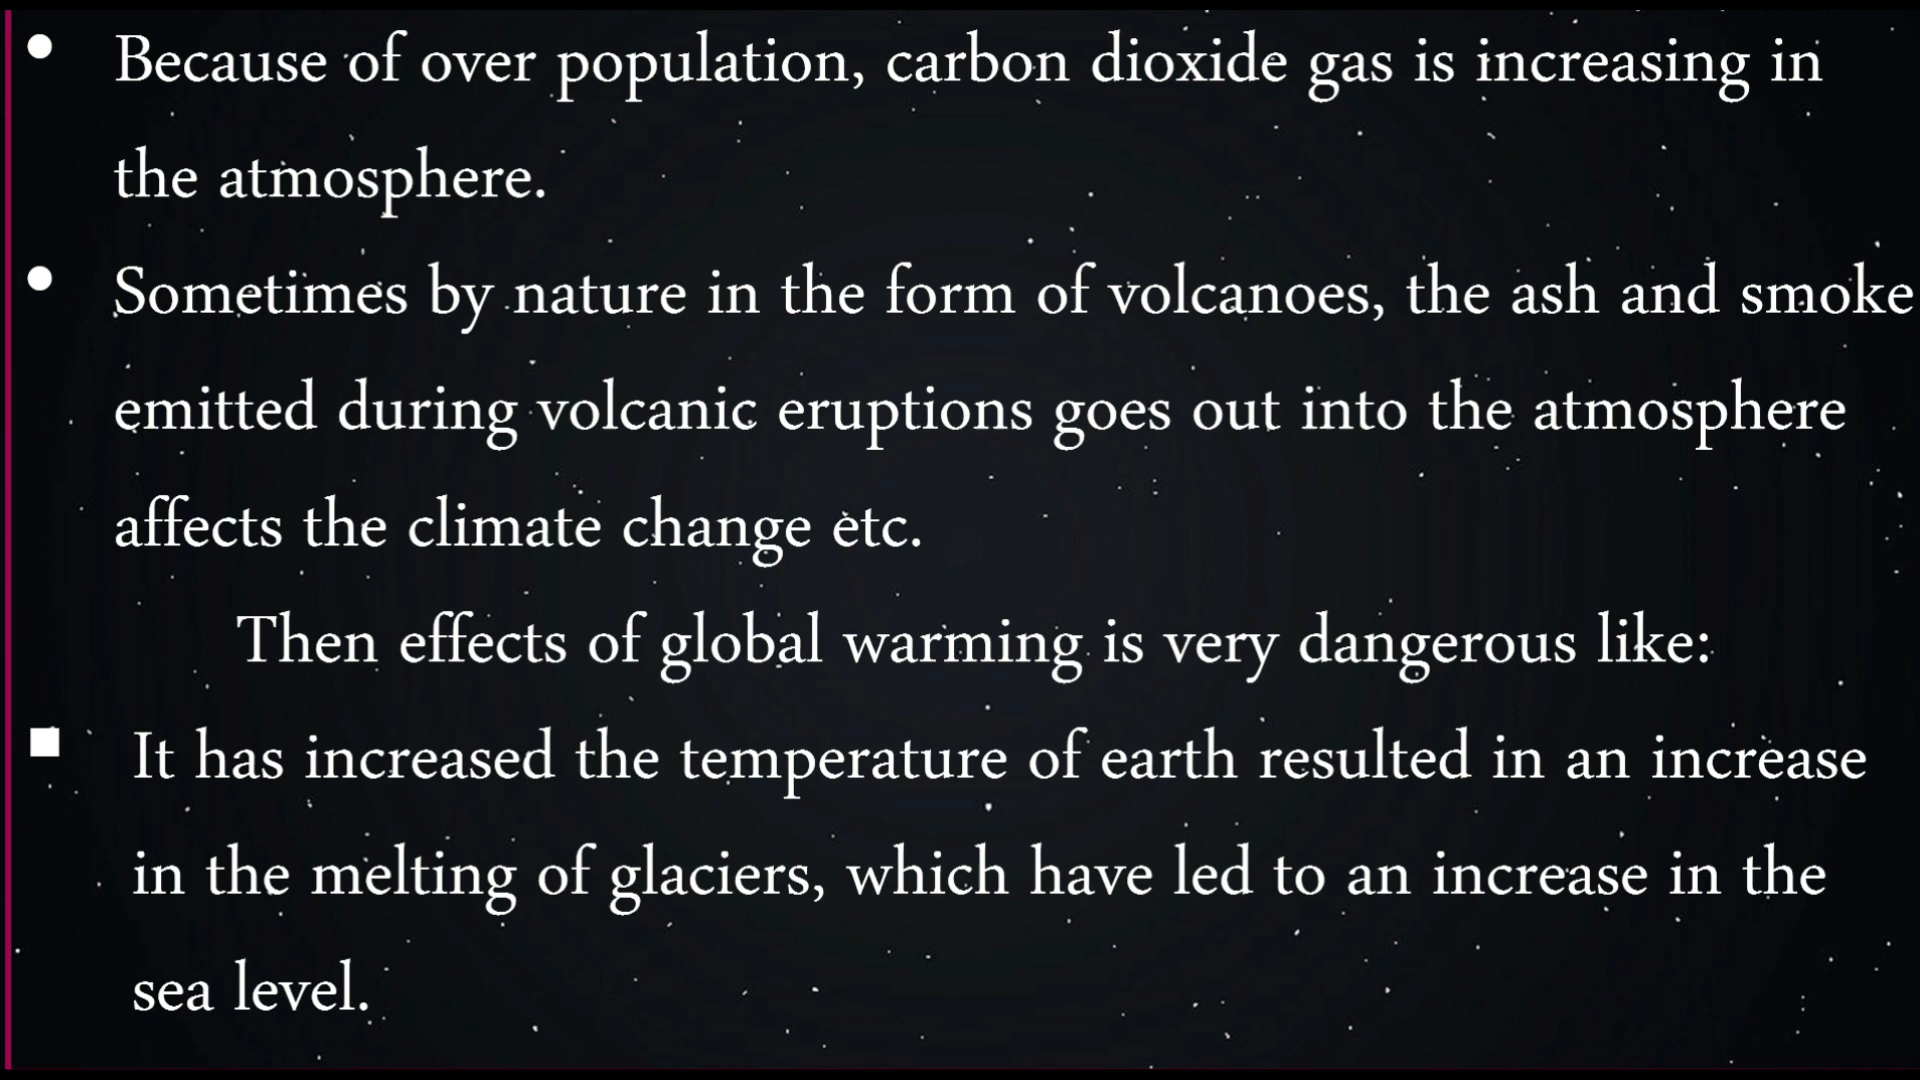 • Because of over population, carbon dioxide gas is increasing in
the atmosphere.
• Sometimes by nature in the form of volcanoes, the ash and smoke
emitted during volcanic eruptions goes out into the atmosphere
affects the climate change etc.
Then effects of global warming is very dangerous like:
■ It has increased the temperature of earth resulted in an increase
in the melting of glaciers, which have led to an increase in the
sea level.